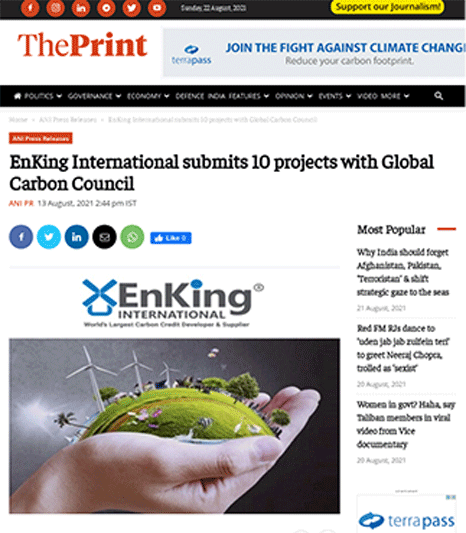 Sunday, 22 August, 2021
Support our Journalism!
ThePrint
terrapass
JOIN THE FIGHT AGAINST CLIMATE CHANG
Reduce your carbon footprint.
POLITICS GOVERNANCE ECONOMY DEFENCE INDIA FEATURES OPINION EVENTS VIDEO MORE
Home ANI Press Releases EnKing International submits 10 projects with Global Carbon Council
ANI Press Releases
EnKing International submits 10 projects with Global
Carbon Council
ANI PR 13 August, 2021 2:44 pm IST
Like 0
EnKing®
INTERNATIONAL
World's Largest Carbon Credit Developer & Supplier
Most Popular
Why India should forget
Afghanistan, Pakistan,
'Terroristan' & shift
strategic gaze to the seas
21 August, 2021
Red FM RJs dance to
'uden jab jab zulfein teri'
to greet Neeraj Chopra,
trolled as 'sexist'
20 August, 2021
Women in govt? Haha, say
Taliban members in viral
video from Vice
documentary
20 August, 2021
advertisement
terrapass